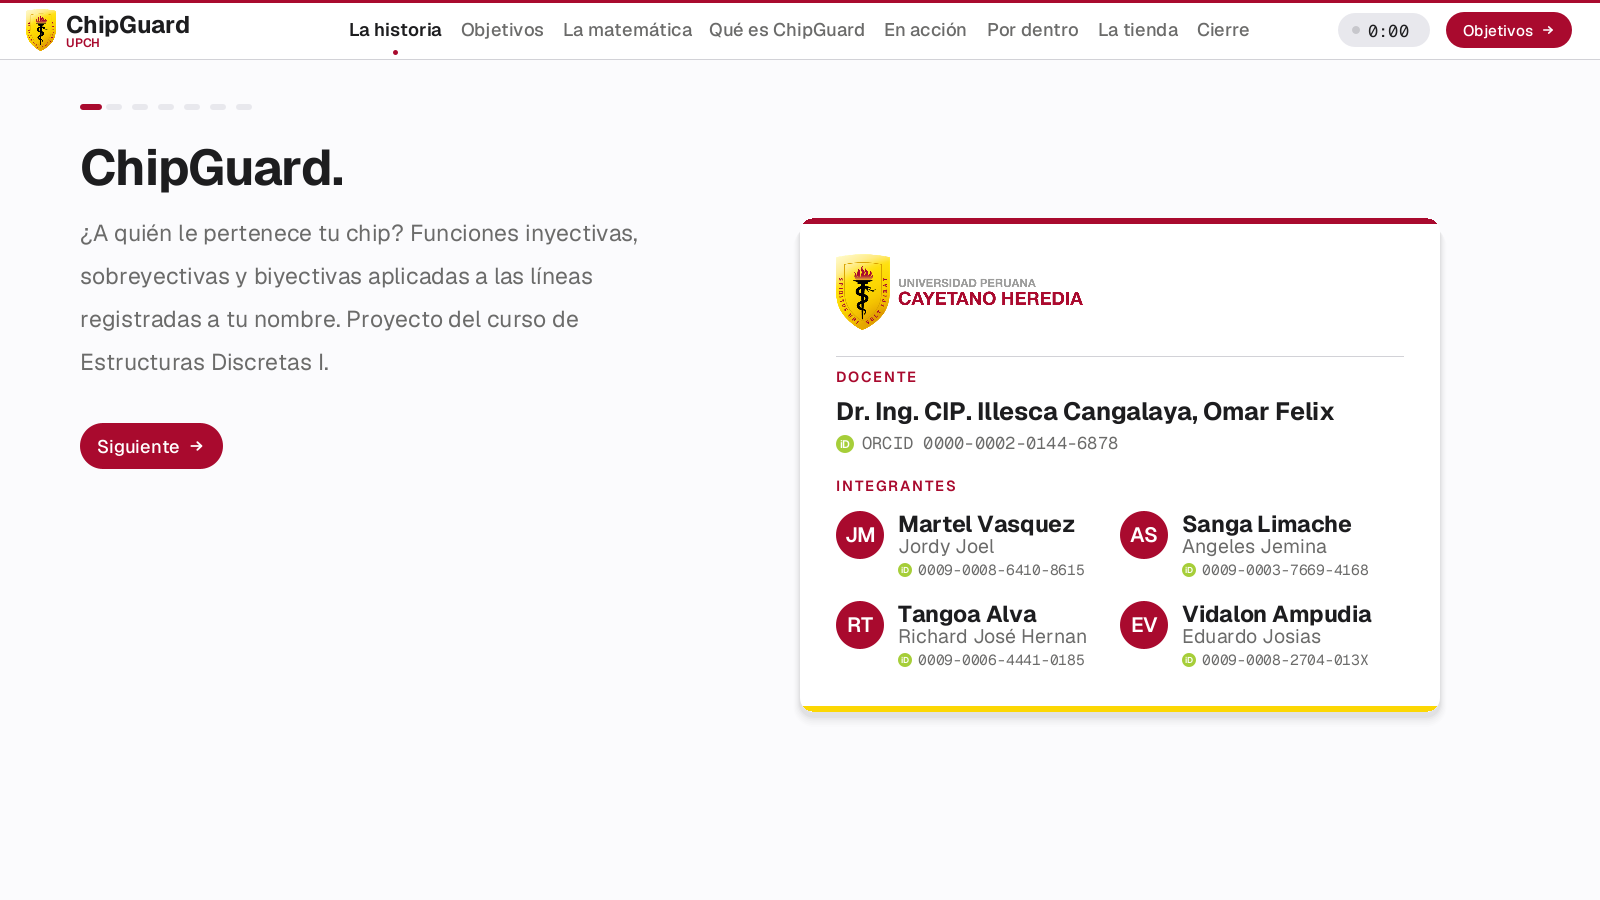 ChipGuard
UPCH
La historia
Objetivos
La matemática
Qué es ChipGuard
En acción
Por dentro
La tienda
Cierre
0:00
Objetivos →
ChipGuard.
¿A quién le pertenece tu chip? Funciones inyectivas,
sobreyectivas y biyectivas aplicadas a las líneas
registradas a tu nombre. Proyecto del curso de
Estructuras Discretas I.
Siguiente →
UNIVERSIDAD PERUANA
CAYETANO HEREDIA
DOCENTE
Dr. Ing. CIP. Illesca Cangalaya, Omar Felix
iD ORCID 0000-0002-0144-6878
INTEGRANTES
JM
Martel Vasquez
Jordy Joel
iD 0009-0008-6410-8615
AS
Sanga Limache
Angeles Jemina
iD 0009-0003-7669-4168
RT
Tangoa Alva
Richard José Hernan
iD 0009-0006-4441-0185
EV
Vidalon Ampudia
Eduardo Josias
iD 0009-0008-2704-013X